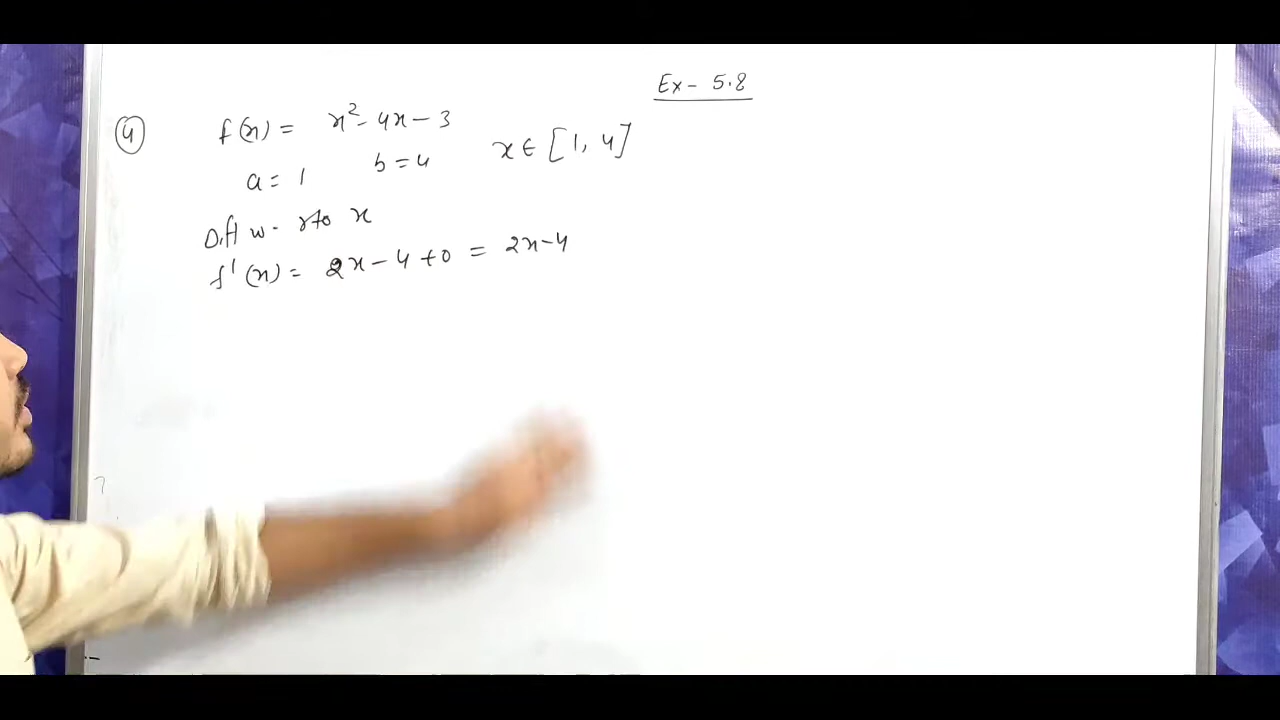 Ex - 5.8
(4) f(x) = x² - 4x - 3
a = 1 b = 4 x ∈ [1, 4]
Diff w. r to x
f'(x) = 2x - 4 + 0 = 2x - 4